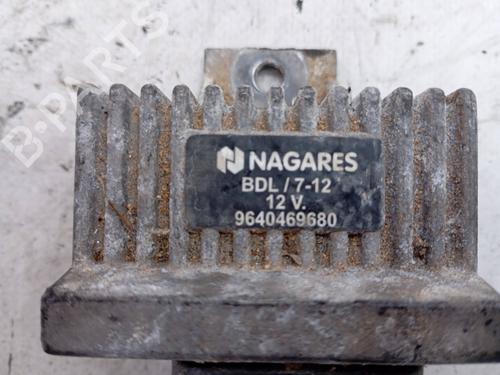 NAGARES
BDL / 7-12
12 V.
9640469680
B-PARTS